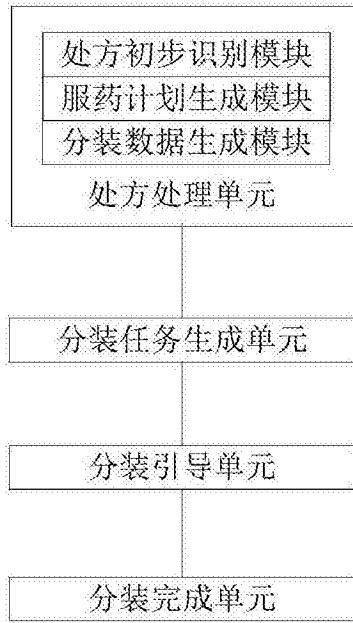 处方初步识别模块
服药计划生成模块
分装数据生成模块
处方处理单元
分装任务生成单元
分装引导单元
分装完成单元